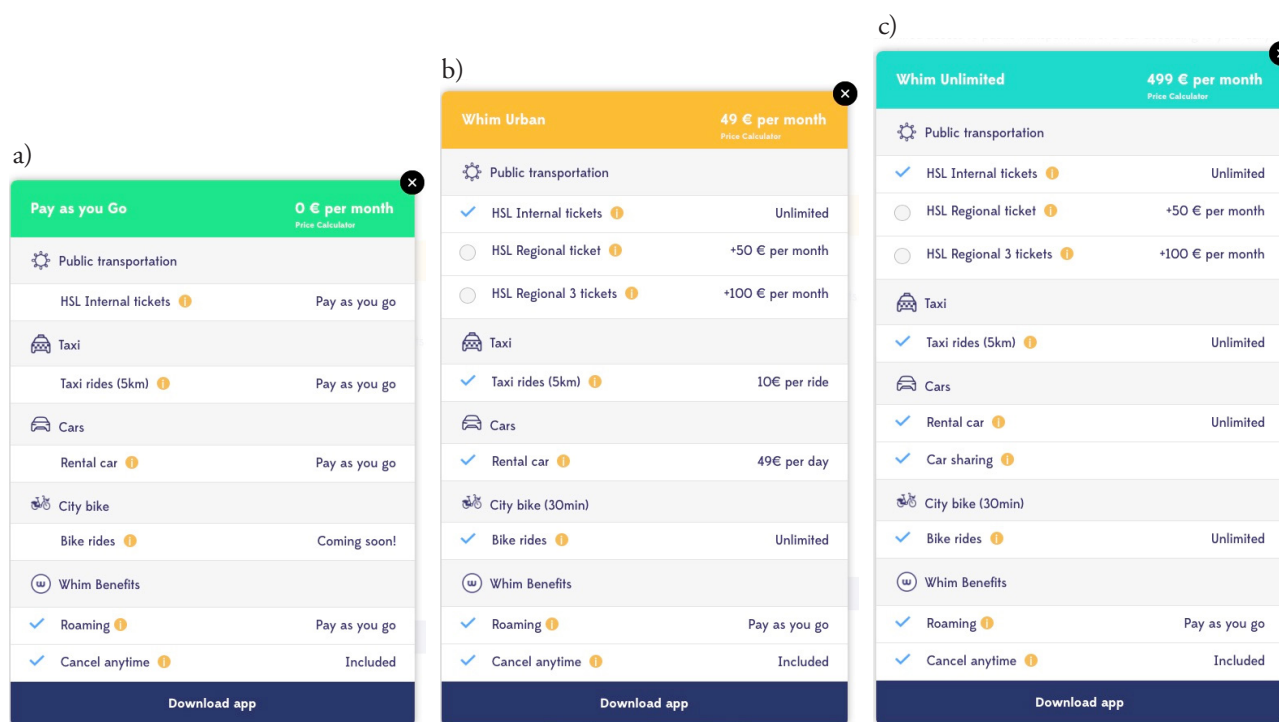 a)
Pay as you Go 0 € per month
Price Calculator
Public transportation
HSL Internal tickets i Pay as you go
Taxi
Taxi rides (5km) i Pay as you go
Cars
Rental car i Pay as you go
City bike
Bike rides i Coming soon!
w Whim Benefits
Roaming i Pay as you go
Cancel anytime i Included
Download app
b)
Whim Urban 49 € per month
Price Calculator
Public transportation
HSL Internal tickets i Unlimited
HSL Regional ticket i +50 € per month
HSL Regional 3 tickets i +100 € per month
Taxi
Taxi rides (5km) i 10€ per ride
Cars
Rental car i 49€ per day
City bike (30min)
Bike rides i Unlimited
w Whim Benefits
Roaming i Pay as you go
Cancel anytime i Included
Download app
c)
Whim Unlimited 499 € per month
Price Calculator
Public transportation
HSL Internal tickets i Unlimited
HSL Regional ticket i +50 € per month
HSL Regional 3 tickets i +100 € per month
Taxi
Taxi rides (5km) i Unlimited
Cars
Rental car i Unlimited
Car sharing i
City bike (30min)
Bike rides i Unlimited
w Whim Benefits
Roaming i Pay as you go
Cancel anytime i Included
Download app